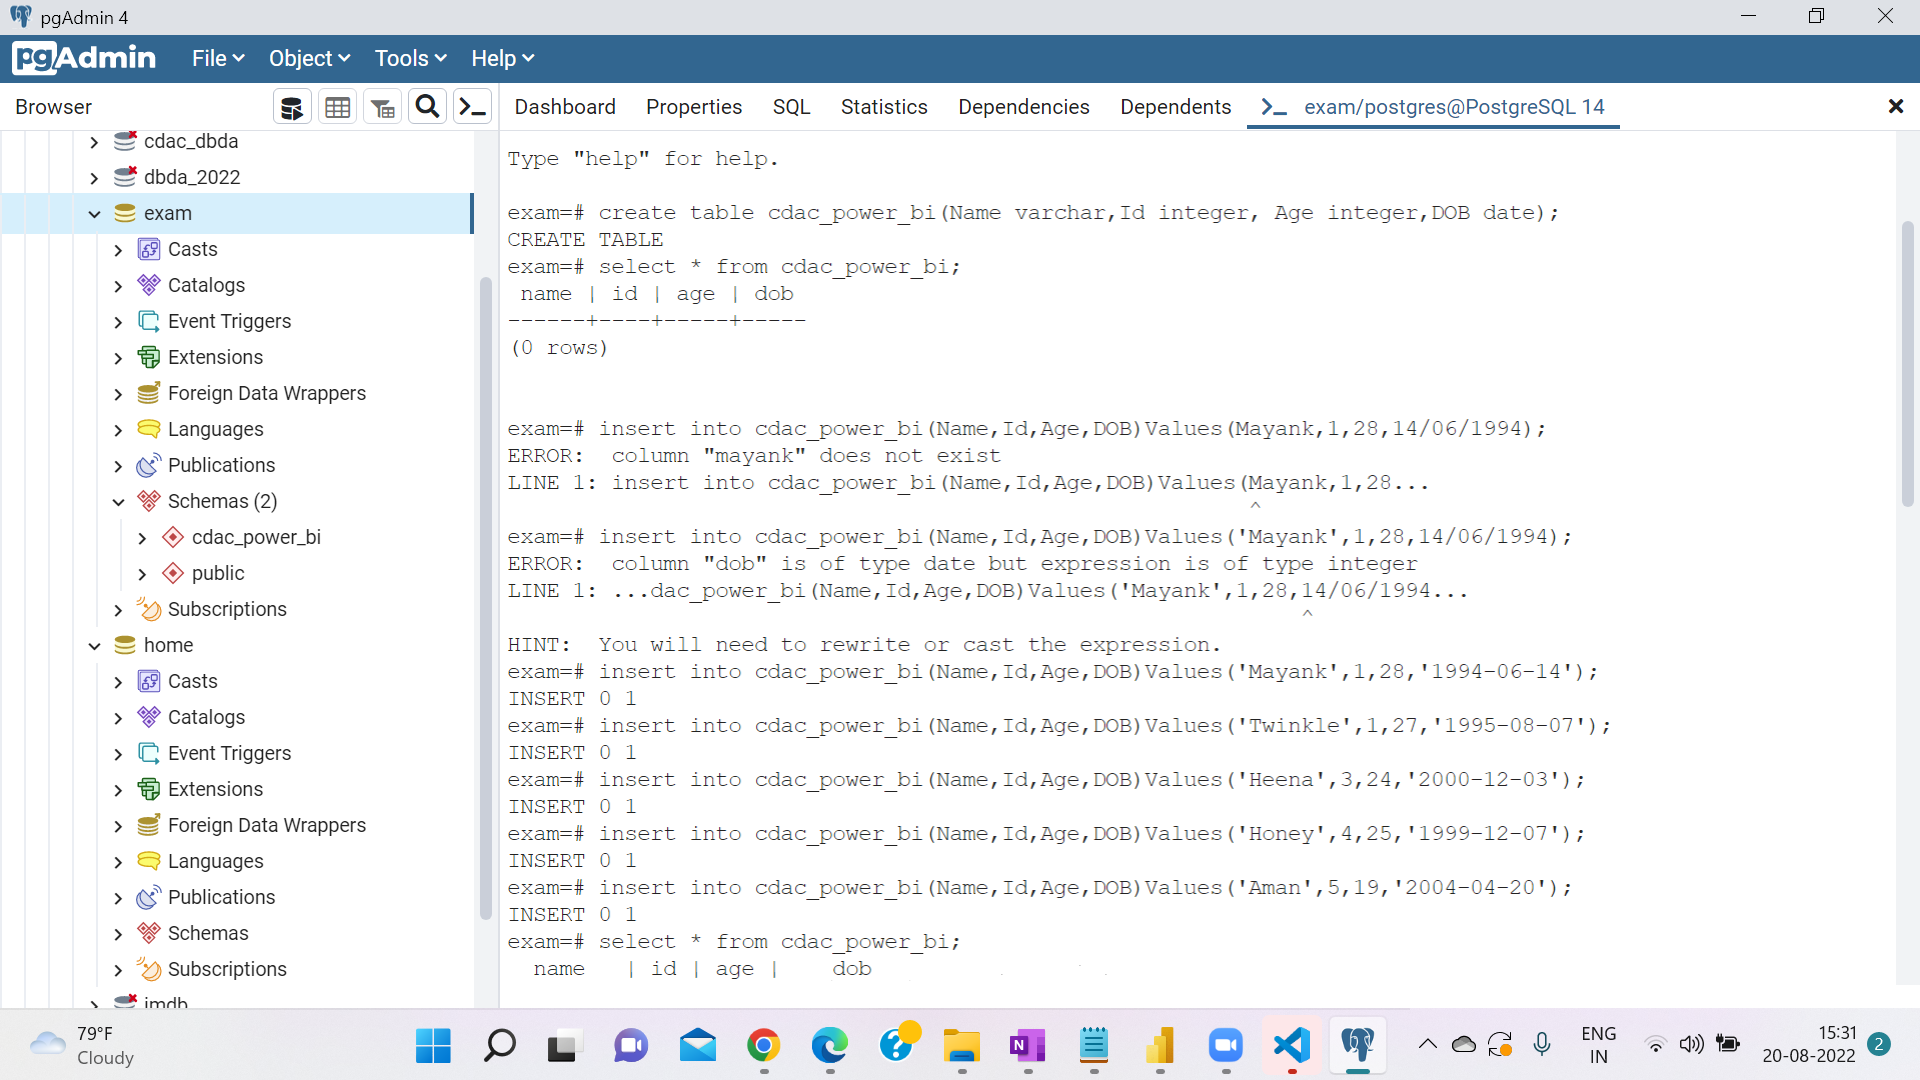 pgAdmin 4
pgAdmin File Object Tools Help
Browser
Dashboard Properties SQL Statistics Dependencies Dependents exam/postgres@PostgreSQL 14
cdac_dbda
dbda_2022
exam
Casts
Catalogs
Event Triggers
Extensions
Foreign Data Wrappers
Languages
Publications
Schemas (2)
cdac_power_bi
public
Subscriptions
home
Casts
Catalogs
Event Triggers
Extensions
Foreign Data Wrappers
Languages
Publications
Schemas
Subscriptions
imdb
Type "help" for help.
exam=# create table cdac_power_bi(Name varchar,Id integer, Age integer,DOB date);
CREATE TABLE
exam=# select * from cdac_power_bi;
name | id | age | dob
------+----+-----+-----
(0 rows)
exam=# insert into cdac_power_bi(Name,Id,Age,DOB)Values(Mayank,1,28,14/06/1994);
ERROR:  column "mayank" does not exist
LINE 1: insert into cdac_power_bi(Name,Id,Age,DOB)Values(Mayank,1,28...
^
exam=# insert into cdac_power_bi(Name,Id,Age,DOB)Values('Mayank',1,28,14/06/1994);
ERROR:  column "dob" is of type date but expression is of type integer
LINE 1: ...dac_power_bi(Name,Id,Age,DOB)Values('Mayank',1,28,14/06/1994...
^
HINT:  You will need to rewrite or cast the expression.
exam=# insert into cdac_power_bi(Name,Id,Age,DOB)Values('Mayank',1,28,'1994-06-14');
INSERT 0 1
exam=# insert into cdac_power_bi(Name,Id,Age,DOB)Values('Twinkle',1,27,'1995-08-07');
INSERT 0 1
exam=# insert into cdac_power_bi(Name,Id,Age,DOB)Values('Heena',3,24,'2000-12-03');
INSERT 0 1
exam=# insert into cdac_power_bi(Name,Id,Age,DOB)Values('Honey',4,25,'1999-12-07');
INSERT 0 1
exam=# insert into cdac_power_bi(Name,Id,Age,DOB)Values('Aman',5,19,'2004-04-20');
INSERT 0 1
exam=# select * from cdac_power_bi;
name | id | age | dob
79°F
Cloudy
ENG
IN
15:31
20-08-2022
2